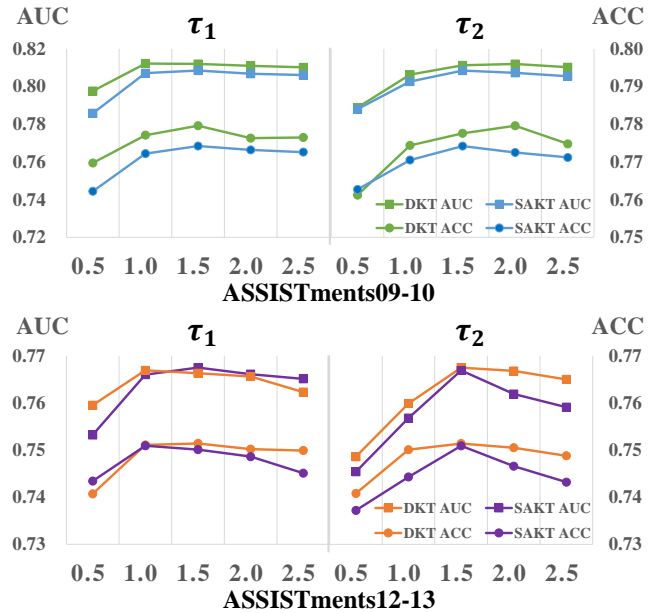 AUC τ1 τ2 ACC
0.82 0.80
0.80 0.79
0.78 0.78
0.76 0.77
0.74 0.76
0.72 0.75
DKT AUC SAKT AUC
DKT ACC SAKT ACC
0.5 1.0 1.5 2.0 2.5 0.5 1.0 1.5 2.0 2.5
ASSISTments09-10
AUC τ1 τ2 ACC
0.77 0.77
0.76 0.76
0.75 0.75
0.74 0.74
0.73 0.73
DKT AUC SAKT AUC
DKT ACC SAKT ACC
0.5 1.0 1.5 2.0 2.5 0.5 1.0 1.5 2.0 2.5
ASSISTments12-13